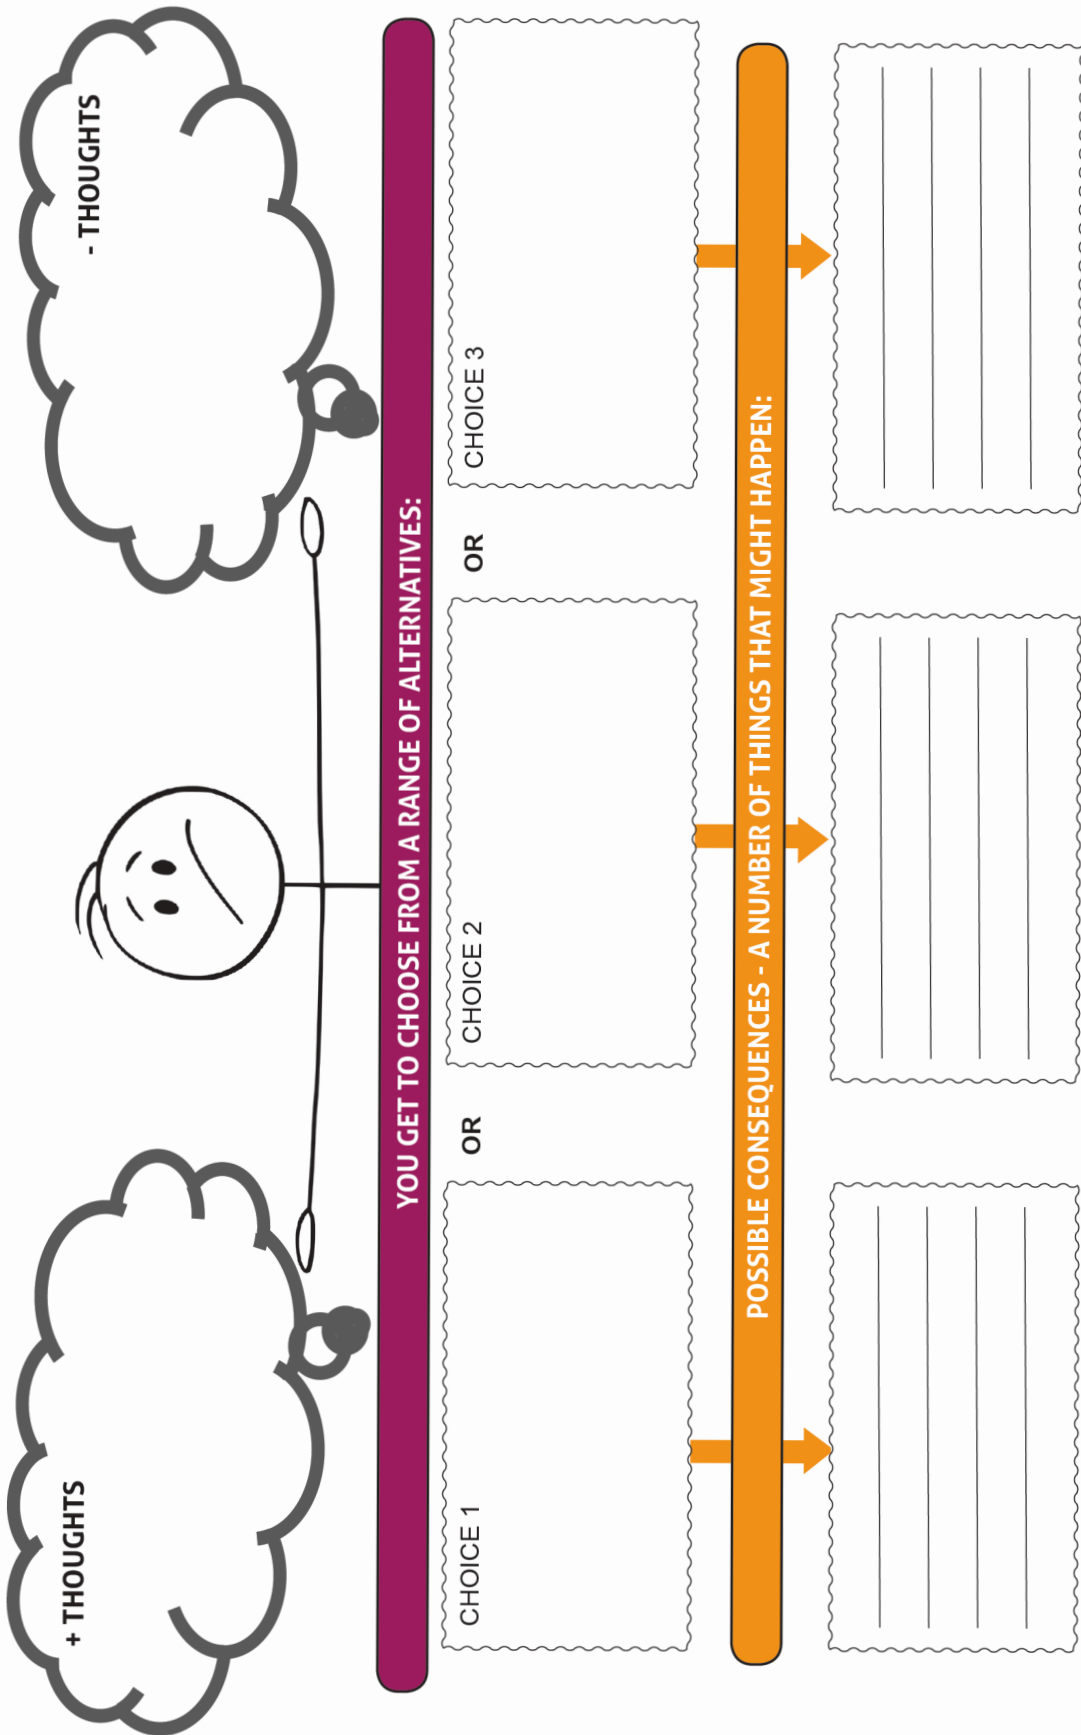 + THOUGHTS
- THOUGHTS
YOU GET TO CHOOSE FROM A RANGE OF ALTERNATIVES:
CHOICE 1
OR
CHOICE 2
OR
CHOICE 3
POSSIBLE CONSEQUENCES - A NUMBER OF THINGS THAT MIGHT HAPPEN: